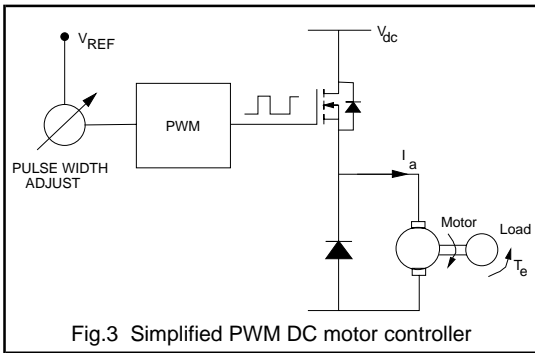 VREF
Vdc
PWM
PULSE WIDTH
ADJUST
Ia
Motor
Load
Te
Fig.3 Simplified PWM DC motor controller